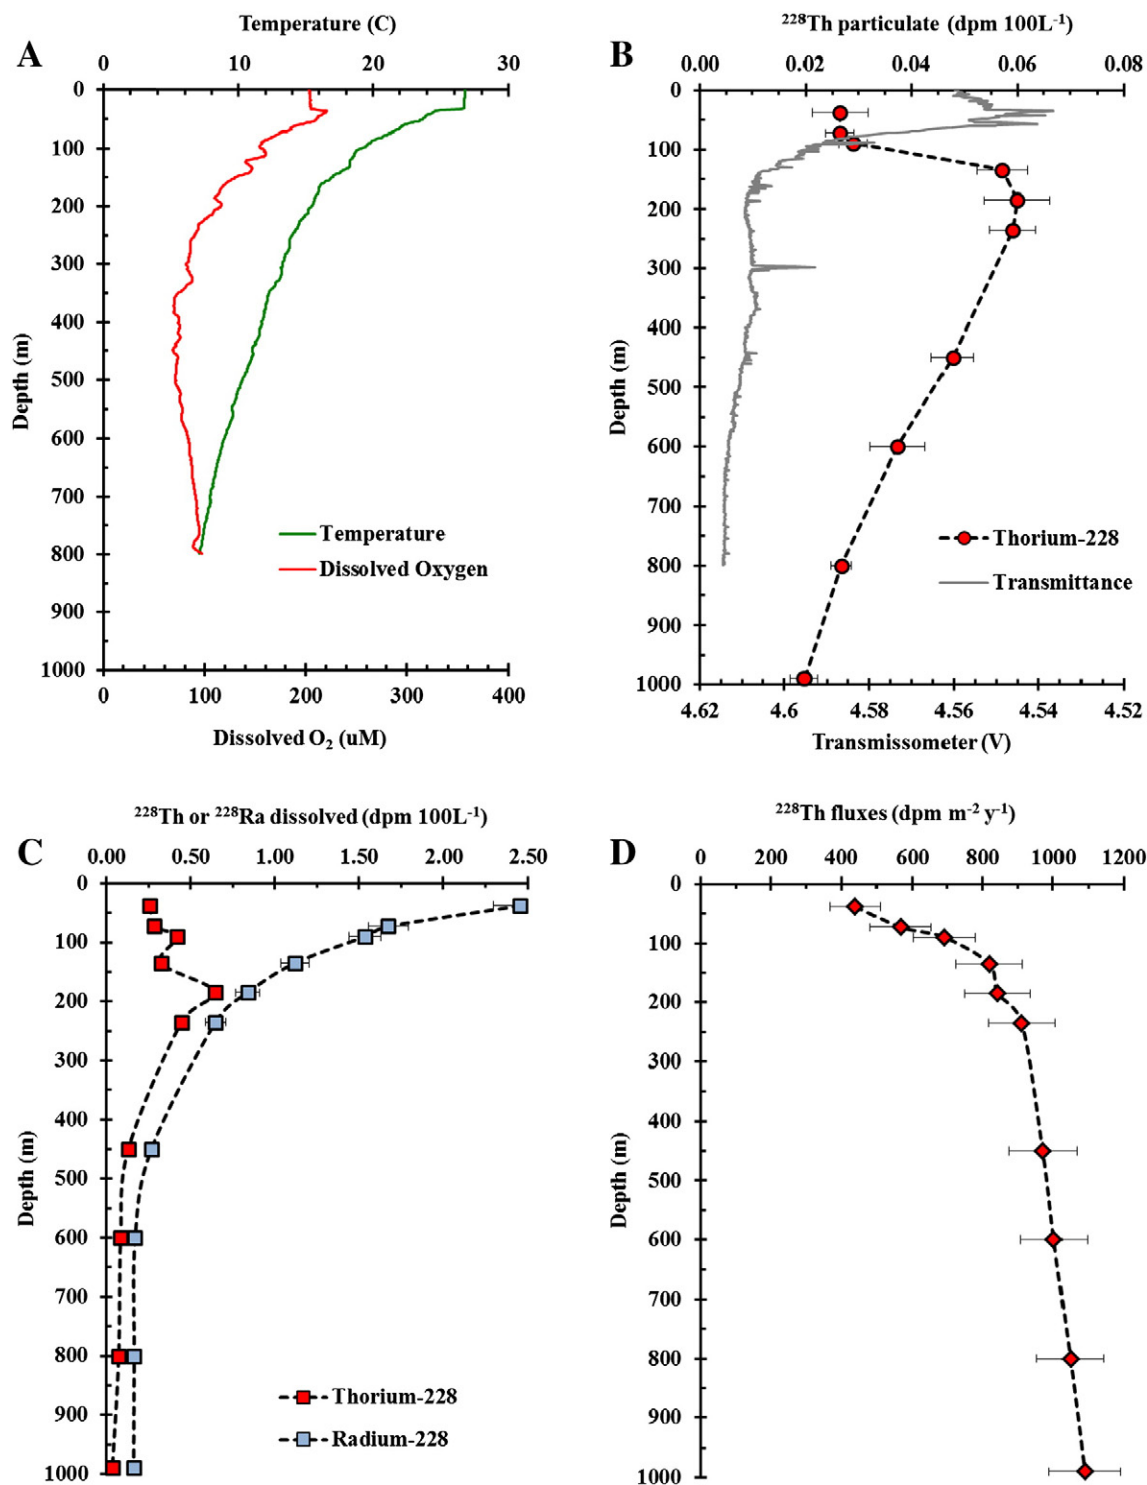 Temperature (C)
A
0 10 20 30
0
100
200
300
400
500
600
700
800
900
1000
Depth (m)
Temperature
Dissolved Oxygen
0 100 200 300 400
Dissolved O₂ (uM)
²²⁸Th particulate (dpm 100L⁻¹)
B
0.00 0.02 0.04 0.06 0.08
0
100
200
300
400
500
600
700
800
900
1000
Depth (m)
Thorium-228
Transmittance
4.62 4.6 4.58 4.56 4.54 4.52
Transmissometer (V)
²²⁸Th or ²²⁸Ra dissolved (dpm 100L⁻¹)
C
0.00 0.50 1.00 1.50 2.00 2.50
0
100
200
300
400
500
600
700
800
900
1000
Depth (m)
Thorium-228
Radium-228
²²⁸Th fluxes (dpm m⁻² y⁻¹)
D
0 200 400 600 800 1000 1200
0
100
200
300
400
500
600
700
800
900
1000
Depth (m)